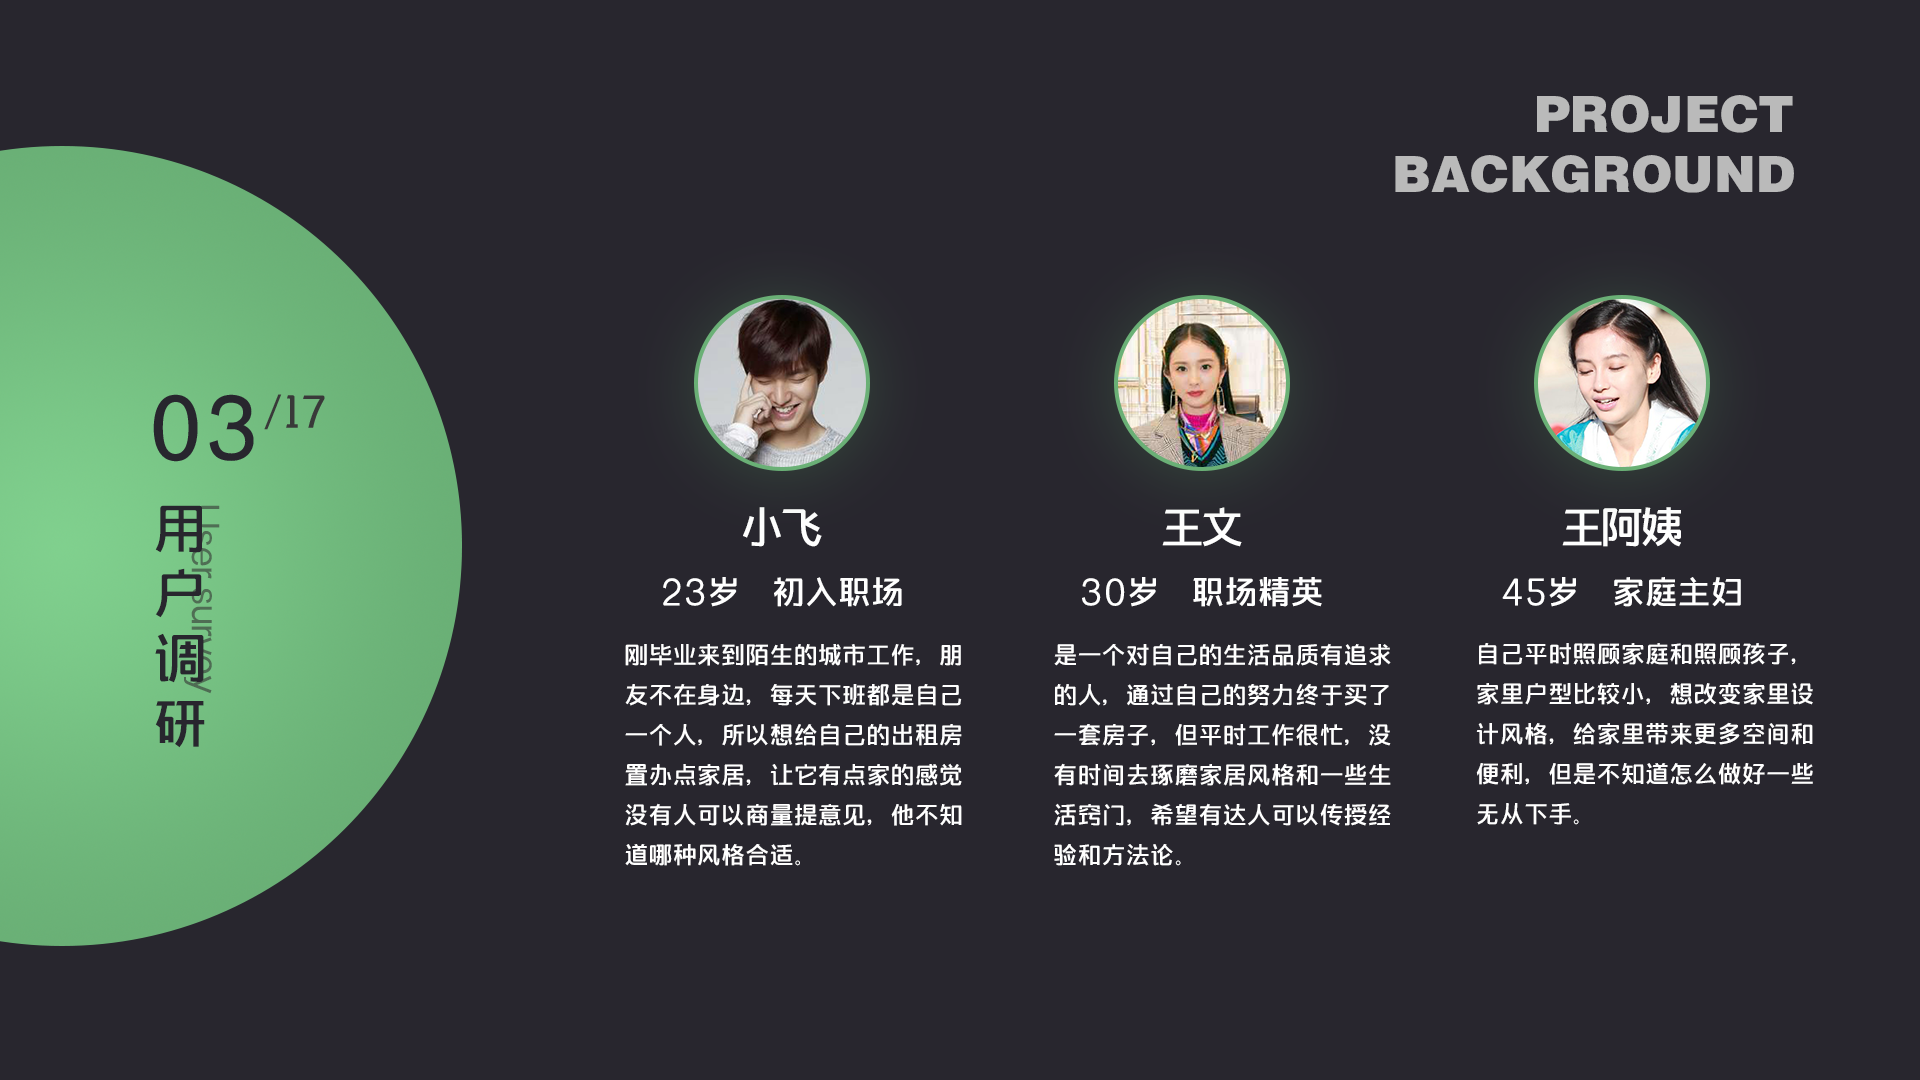 PROJECT
BACKGROUND
03/17
用户调研
User survey
小飞
23岁 初入职场
刚毕业来到陌生的城市工作，朋
友不在身边，每天下班都是自己
一个人，所以想给自己的出租房
置办点家居，让它有点家的感觉
没有人可以商量提意见，他不知
道哪种风格合适。
王文
30岁 职场精英
是一个对自己的生活品质有追求
的人，通过自己的努力终于买了
一套房子，但平时工作很忙，没
有时间去琢磨家居风格和一些生
活窍门，希望有达人可以传授经
验和方法论。
王阿姨
45岁 家庭主妇
自己平时照顾家庭和照顾孩子，
家里户型比较小，想改变家里设
计风格，给家里带来更多空间和
便利，但是不知道怎么做好一些
无从下手。